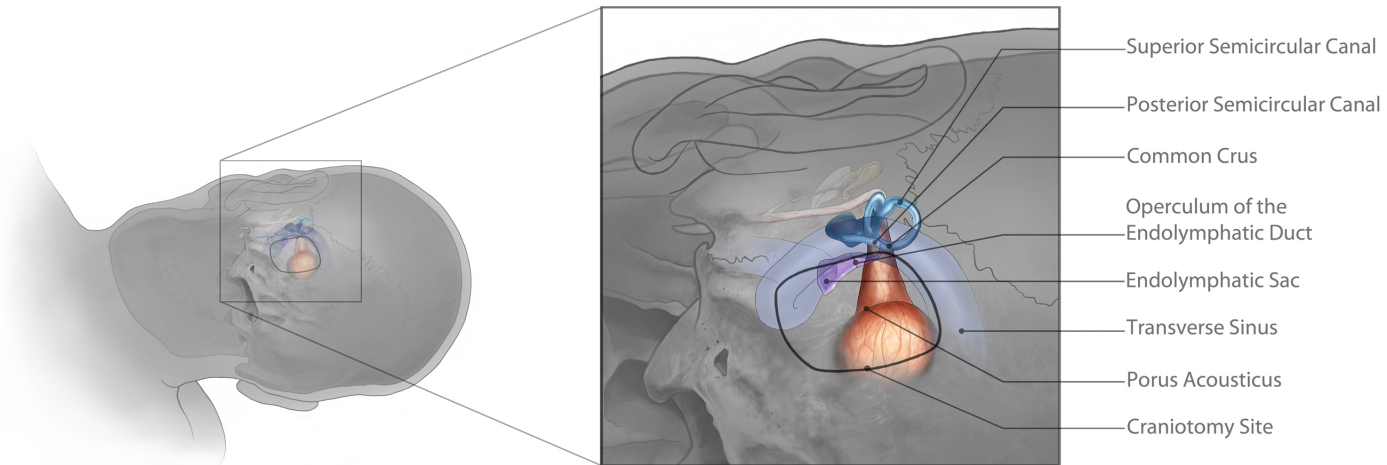 Superior Semicircular Canal
Posterior Semicircular Canal
Common Crus
Operculum of the
Endolymphatic Duct
Endolymphatic Sac
Transverse Sinus
Porus Acousticus
Craniotomy Site